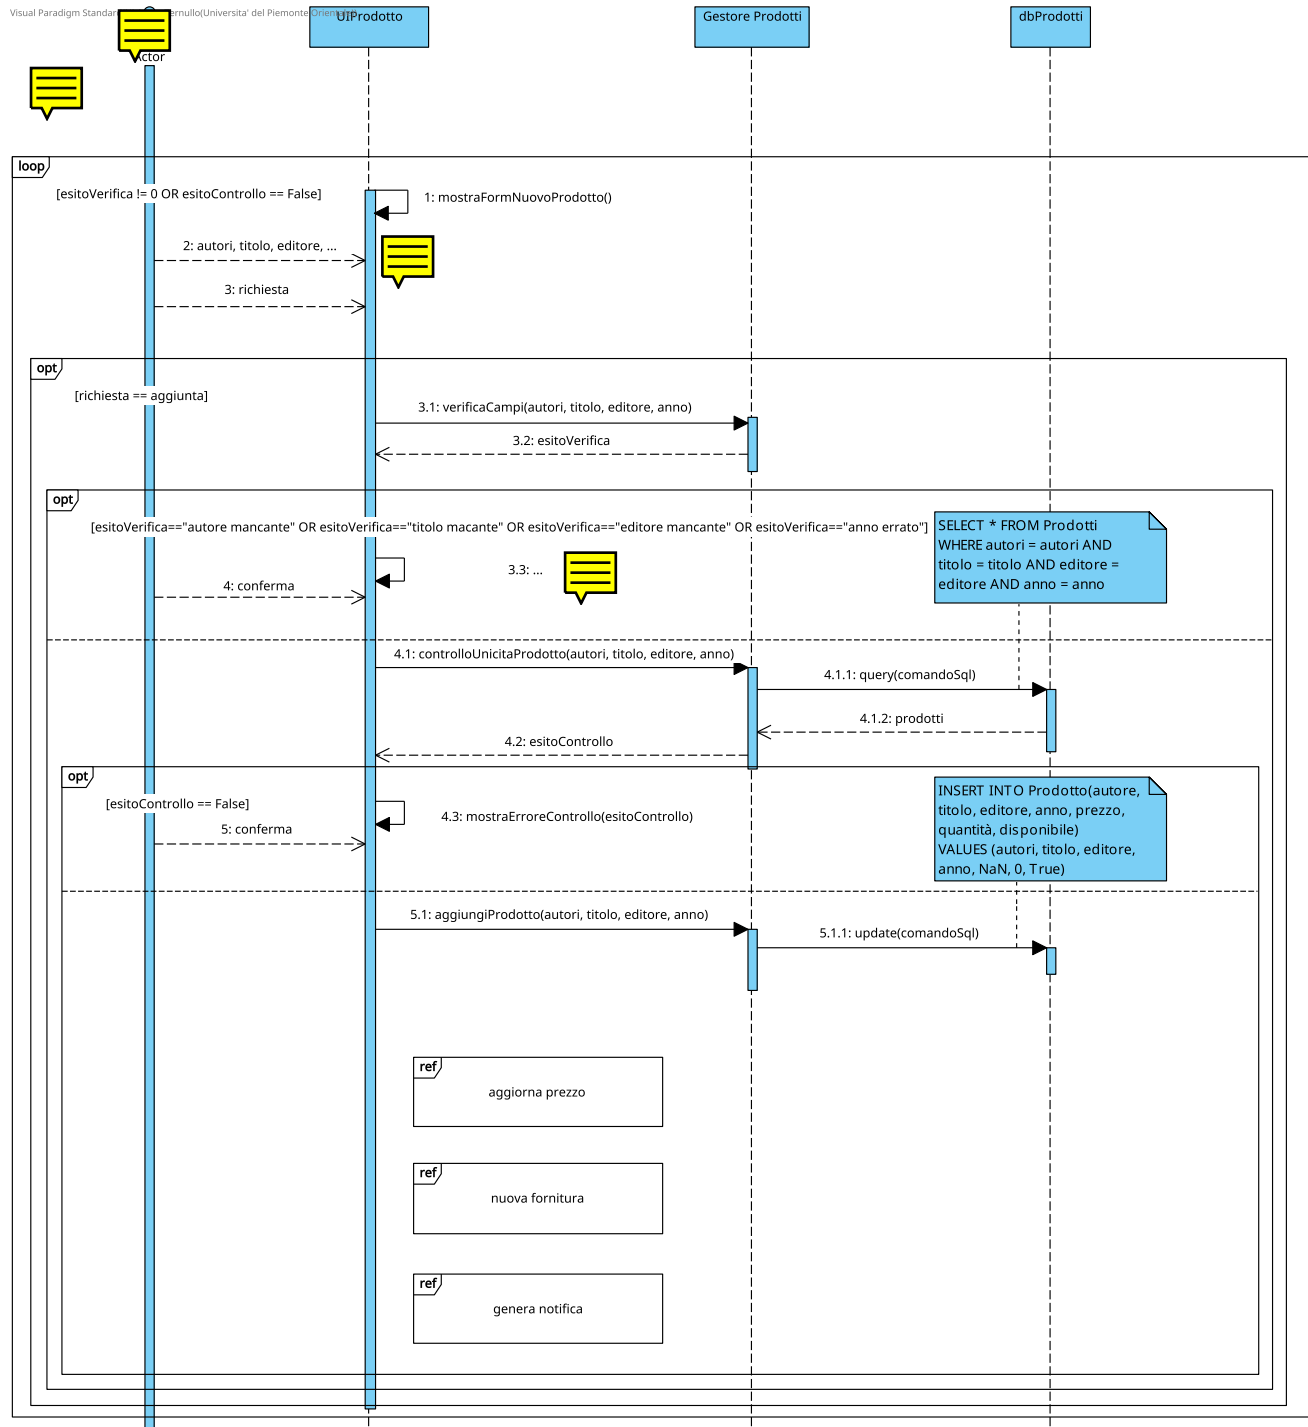 Visual Paradigm Standar ernullo(Universita' del Piemonte Orientale)
UIProdotto
Gestore Prodotti
dbProdotti
Actor
loop
[esitoVerifica != 0 OR esitoControllo == False]
1: mostraFormNuovoProdotto()
2: autori, titolo, editore, ...
3: richiesta
opt
[richiesta == aggiunta]
3.1: verificaCampi(autori, titolo, editore, anno)
3.2: esitoVerifica
opt
[esitoVerifica=="autore mancante" OR esitoVerifica=="titolo macante" OR esitoVerifica=="editore mancante" OR esitoVerifica=="anno errato"]
SELECT * FROM Prodotti
WHERE autori = autori AND
titolo = titolo AND editore =
editore AND anno = anno
3.3: ...
4: conferma
4.1: controlloUnicitaProdotto(autori, titolo, editore, anno)
4.1.1: query(comandoSql)
4.1.2: prodotti
4.2: esitoControllo
opt
[esitoControllo == False]
4.3: mostraErroreControllo(esitoControllo)
5: conferma
INSERT INTO Prodotto(autore,
titolo, editore, anno, prezzo,
quantità, disponibile)
VALUES (autori, titolo, editore,
anno, NaN, 0, True)
5.1: aggiungiProdotto(autori, titolo, editore, anno)
5.1.1: update(comandoSql)
ref
aggiorna prezzo
ref
nuova fornitura
ref
genera notifica